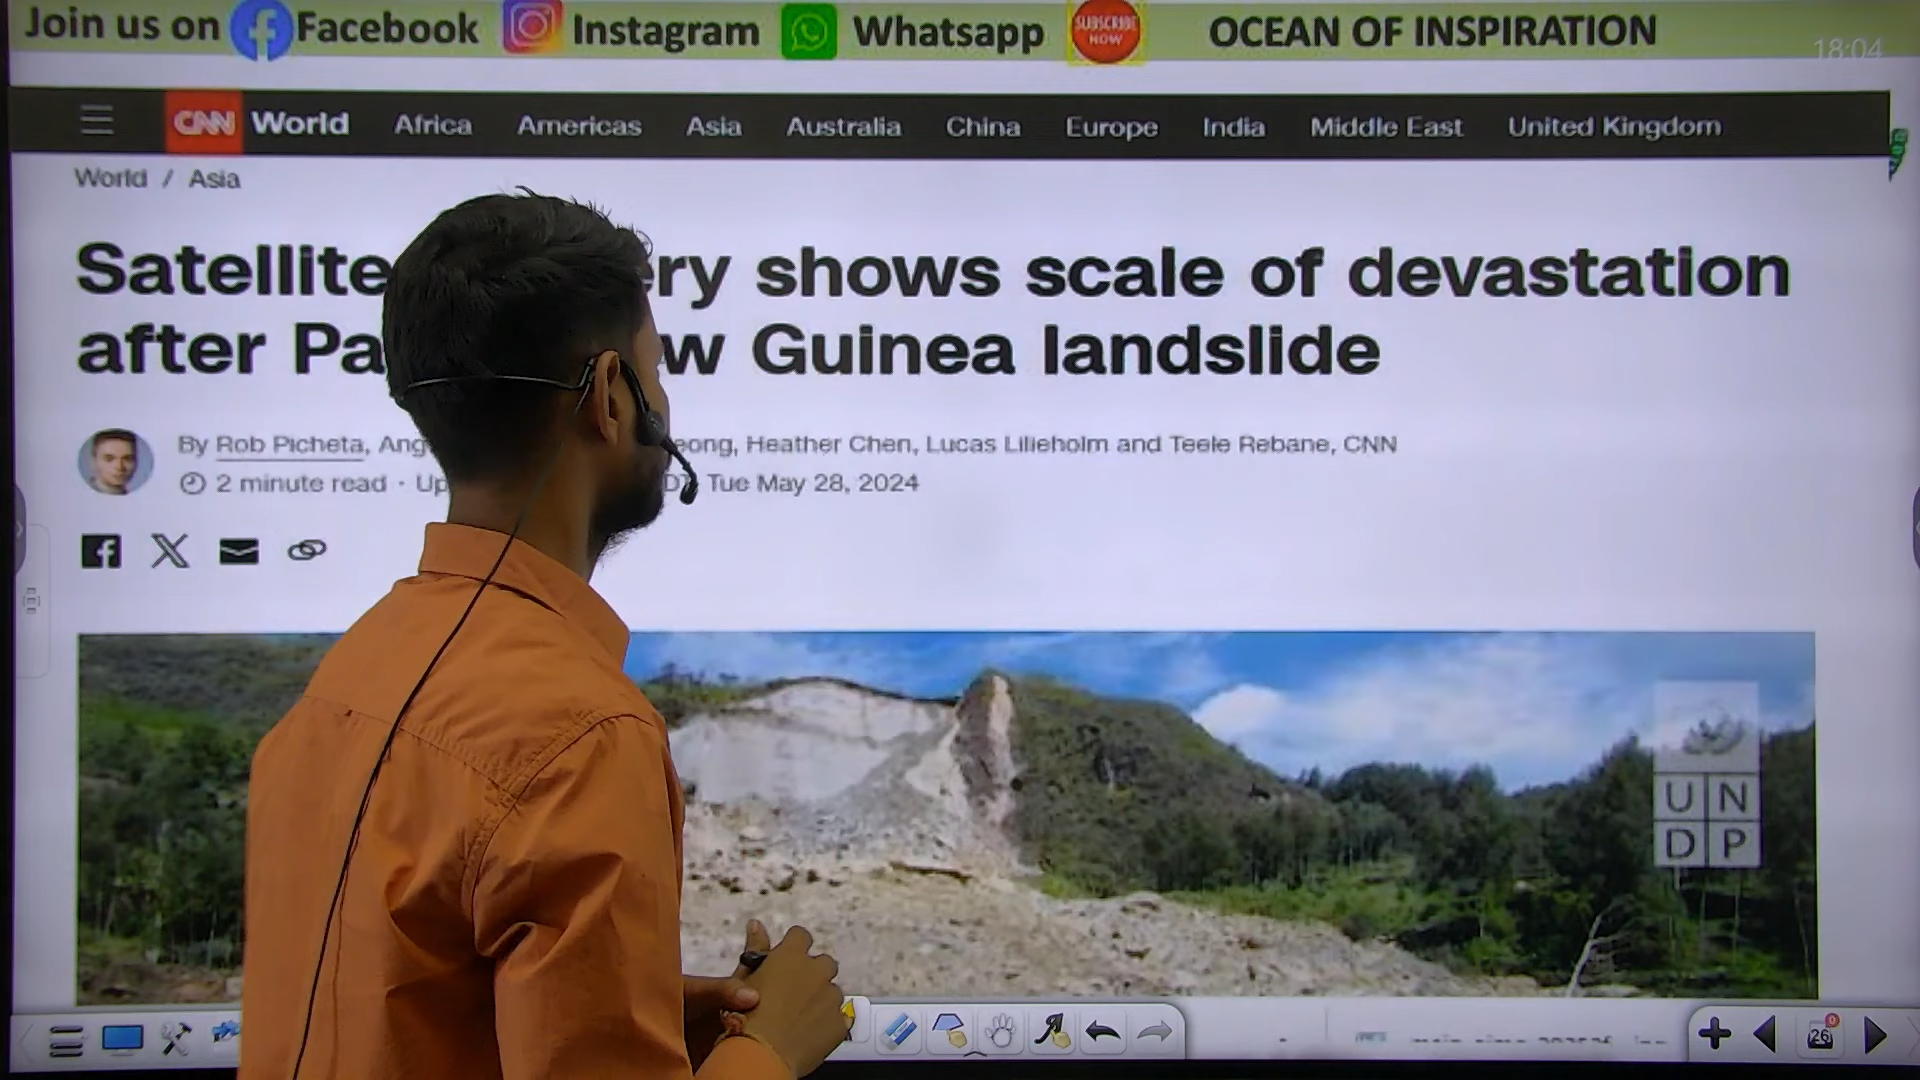 Join us on Facebook Instagram Whatsapp SUBSCRIBE NOW OCEAN OF INSPIRATION
18:04
CNN World Africa Americas Asia Australia China Europe India Middle East United Kingdom
World / Asia
Satellite ery shows scale of devastation
after Pa w Guinea landslide
By Rob Picheta, Ang eong, Heather Chen, Lucas Lilieholm and Teele Rebane, CNN
2 minute read · Up DT, Tue May 28, 2024
UN
DP
26